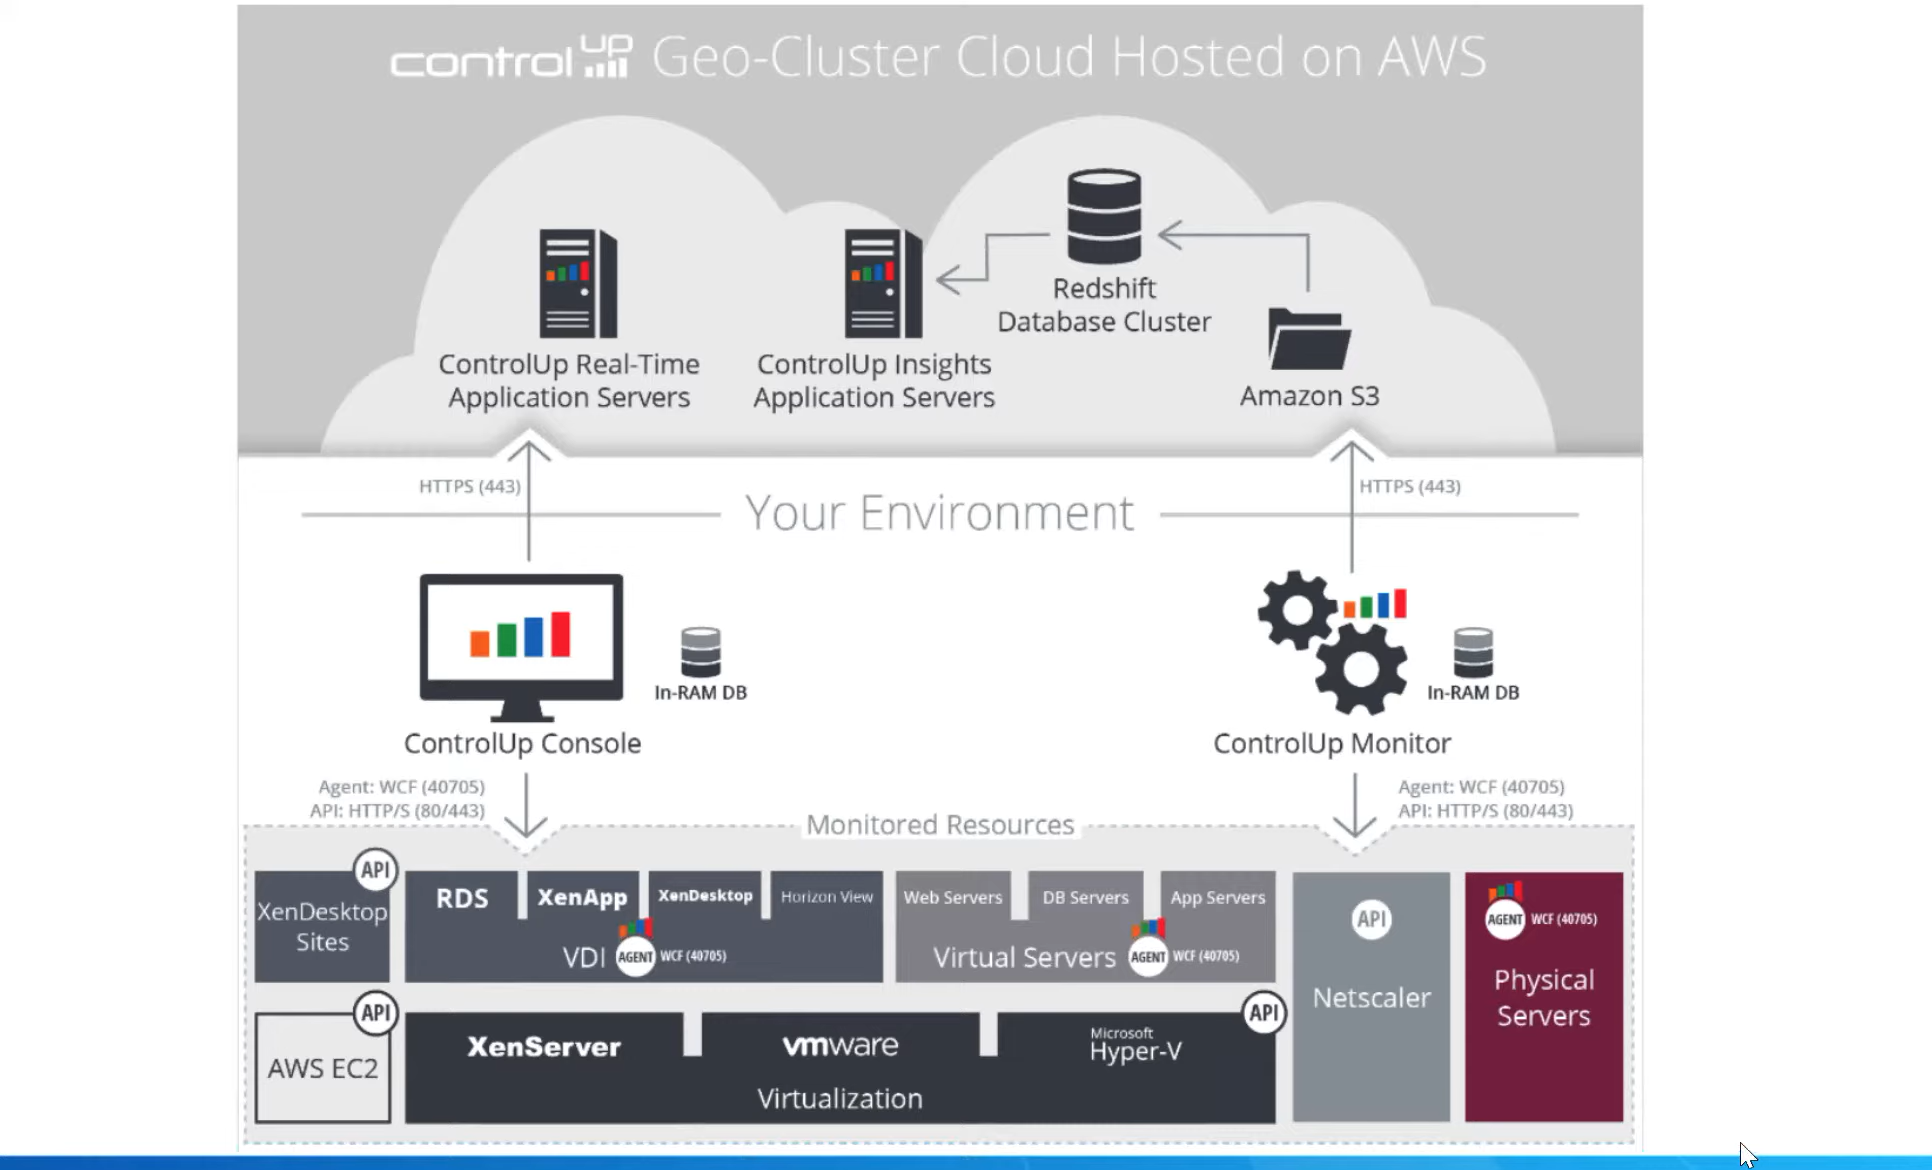 controlUP Geo-Cluster Cloud Hosted on AWS
Redshift
Database Cluster
ControlUp Real-Time
Application Servers
ControlUp Insights
Application Servers
Amazon S3
HTTPS (443)
HTTPS (443)
Your Environment
In-RAM DB
In-RAM DB
ControlUp Console
ControlUp Monitor
Agent: WCF (40705)
API: HTTP/S (80/443)
Agent: WCF (40705)
API: HTTP/S (80/443)
Monitored Resources
API
XenDesktop
Sites
RDS
XenApp
XenDesktop
Horizon View
VDI
AGENT
WCF (40705)
Web Servers
DB Servers
App Servers
Virtual Servers
AGENT
WCF (40705)
API
Netscaler
AGENT
WCF (40705)
Physical
Servers
API
AWS EC2
XenServer
vmware
Microsoft
Hyper-V
API
Virtualization